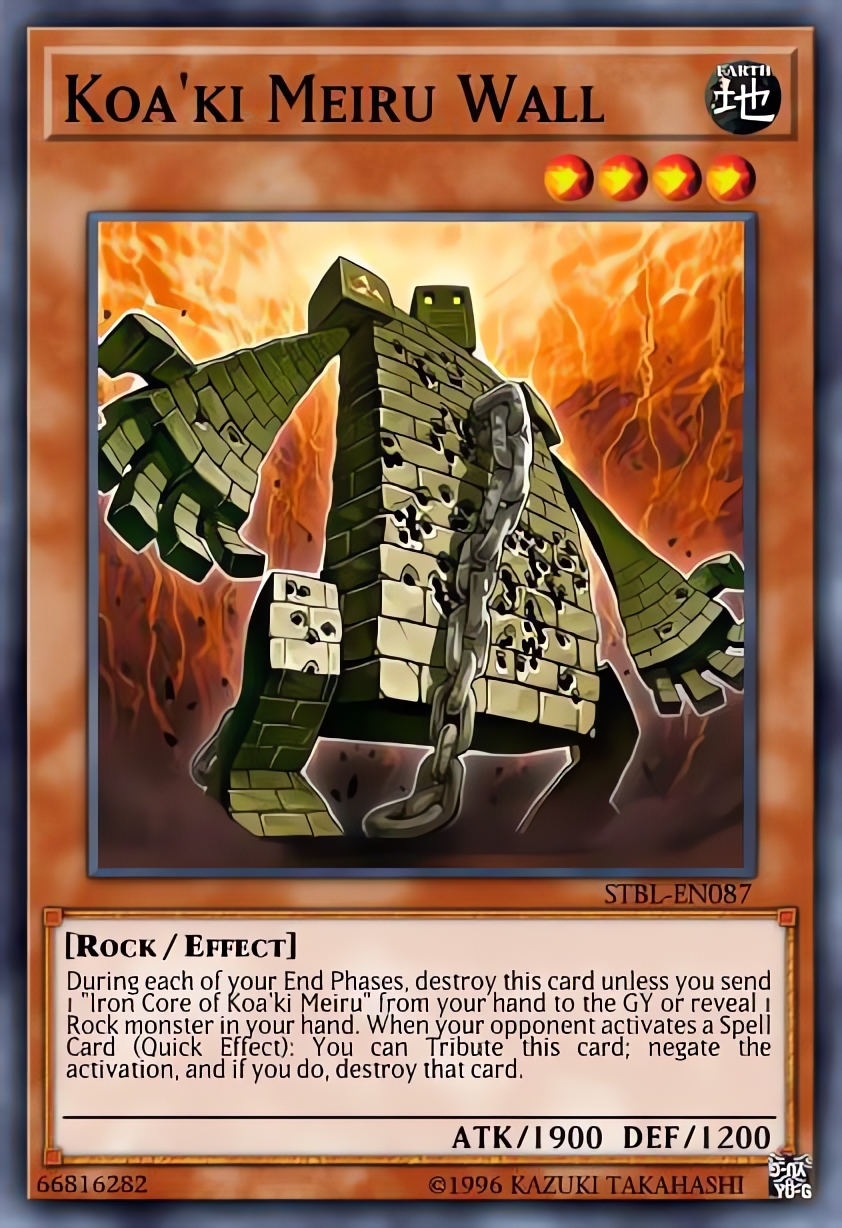 Koa'ki Meiru Wall
EARTH
地
STBL-EN087
[Rock / Effect]
During each of your End Phases, destroy this card unless you send
1 "Iron Core of Koa'ki Meiru" from your hand to the GY or reveal 1
Rock monster in your hand. When your opponent activates a Spell
Card (Quick Effect): You can Tribute this card; negate the
activation, and if you do, destroy that card.
ATK/1900 DEF/1200
66816282
©1996 KAZUKI TAKAHASHI